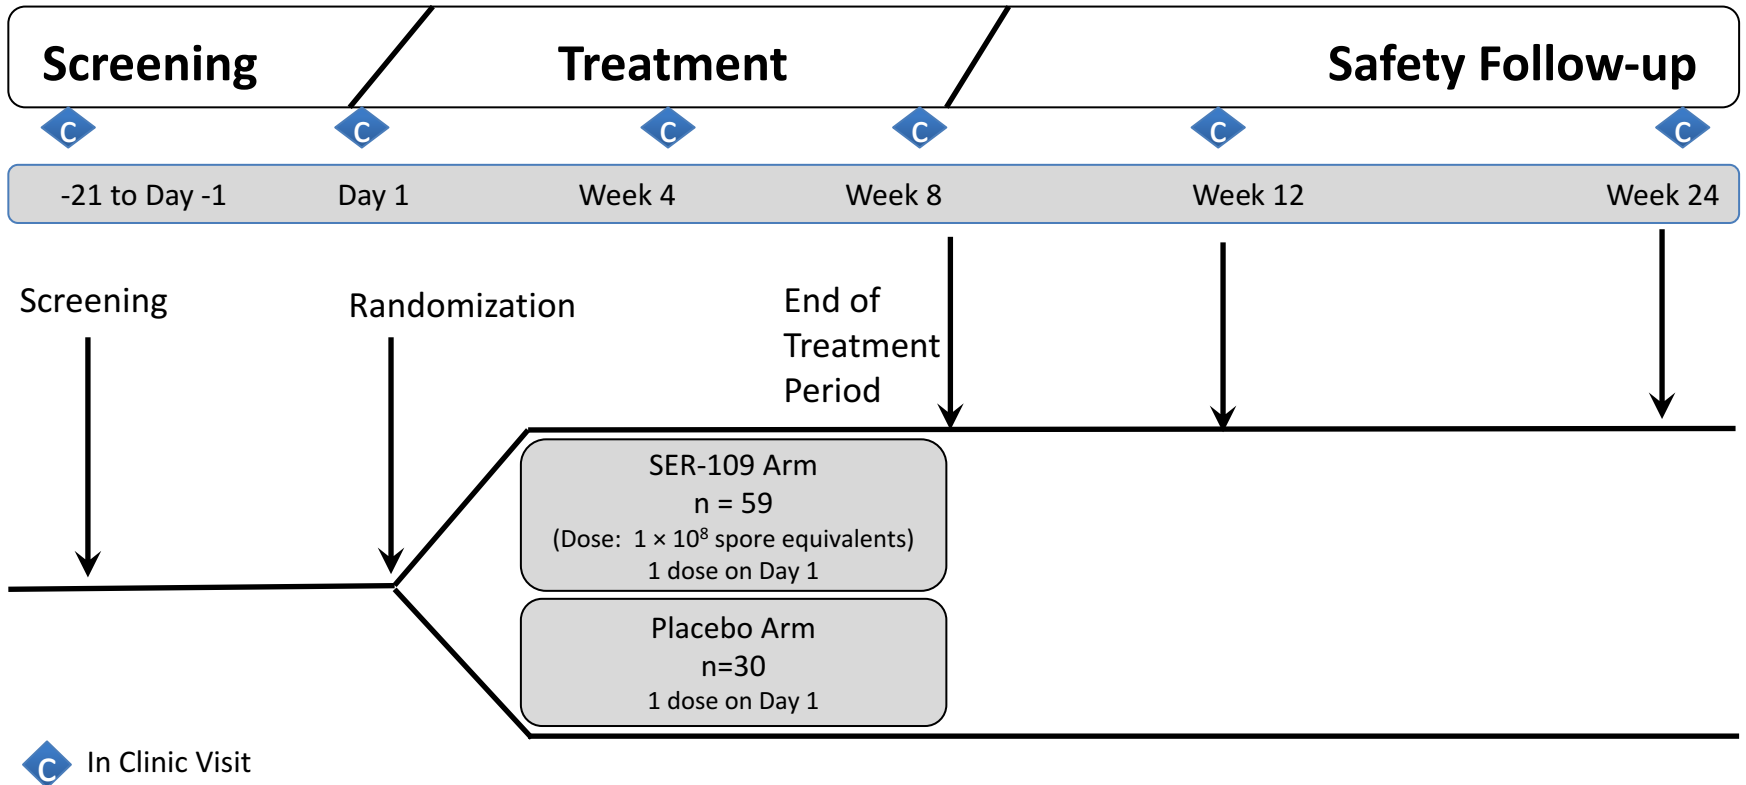 Screening Treatment Safety Follow-up
C C C C C C
-21 to Day -1 Day 1 Week 4 Week 8 Week 12 Week 24
Screening
Randomization
End of
Treatment
Period
SER-109 Arm
n = 59
(Dose: 1 × 10⁸ spore equivalents)
1 dose on Day 1
Placebo Arm
n=30
1 dose on Day 1
C In Clinic Visit